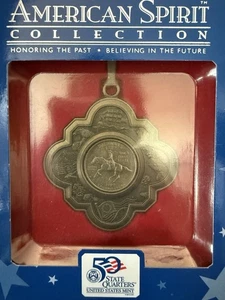 AMERICAN SPIRIT
COLLECTION
HONORING THE PAST • BELIEVING IN THE FUTURE
50
STATE
QUARTERS
UNITED STATES MINT